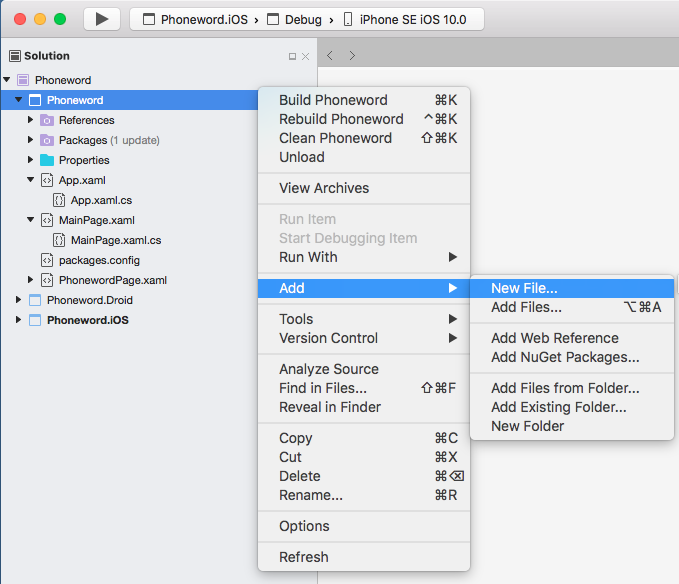 Phoneword.iOS › Debug › iPhone SE iOS 10.0
Solution
Phoneword
Phoneword
References
Packages (1 update)
Properties
App.xaml
App.xaml.cs
MainPage.xaml
MainPage.xaml.cs
packages.config
PhonewordPage.xaml
Phoneword.Droid
Phoneword.iOS
Build Phoneword ⌘K
Rebuild Phoneword ^⌘K
Clean Phoneword ⇧⌘K
Unload
View Archives
Run Item
Start Debugging Item
Run With
Add
Tools
Version Control
Analyze Source
Find in Files... ⇧⌘F
Reveal in Finder
Copy ⌘C
Cut ⌘X
Delete ⌘⌫
Rename... ⌘R
Options
Refresh
New File...
Add Files... ⌥⌘A
Add Web Reference
Add NuGet Packages...
Add Files from Folder...
Add Existing Folder...
New Folder